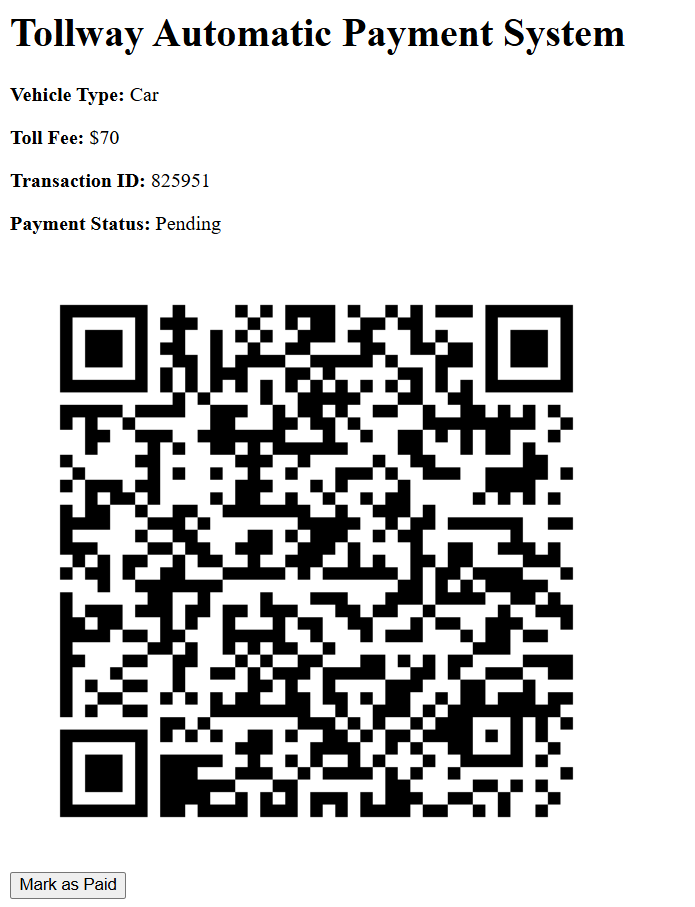 Tollway Automatic Payment System
Vehicle Type: Car
Toll Fee: $70
Transaction ID: 825951
Payment Status: Pending
Mark as Paid